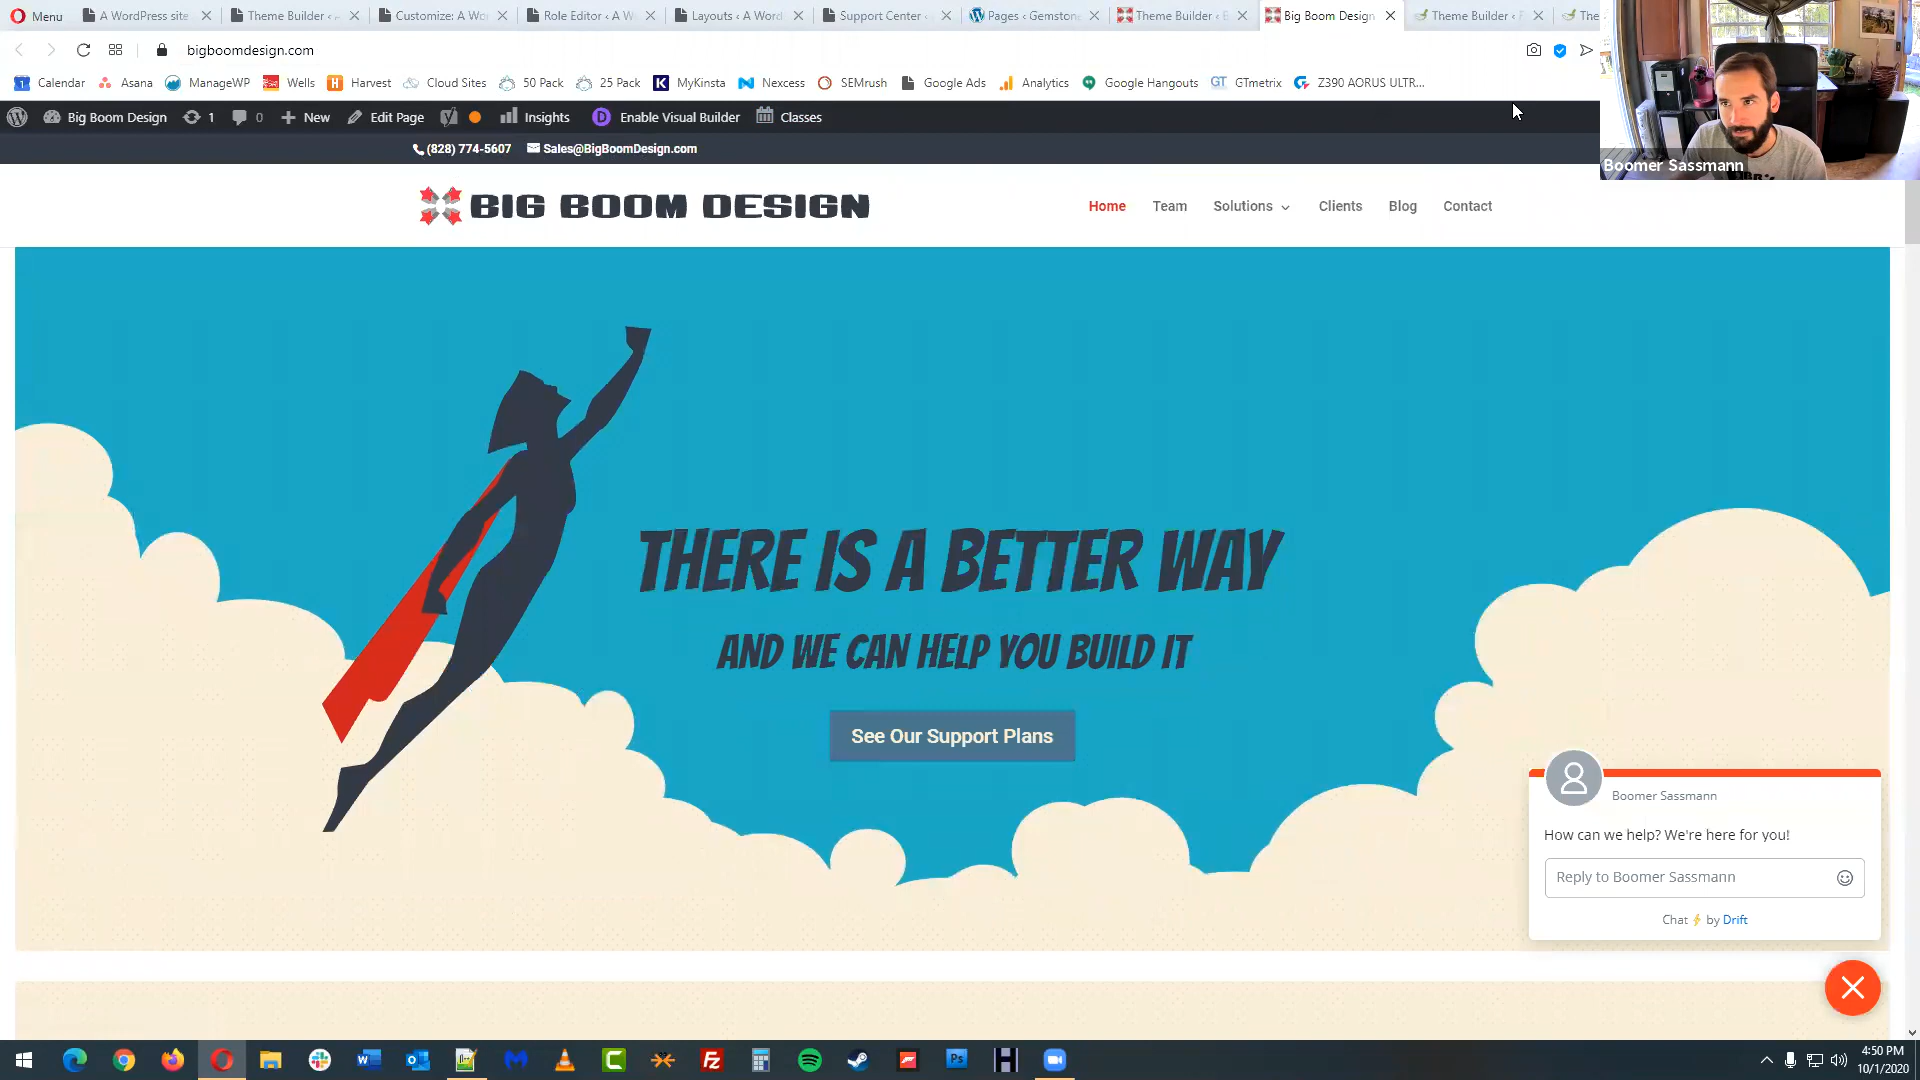 Menu
A WordPress site
Theme Builder ‹
Customize: A Wo
Role Editor ‹ A W
Layouts ‹ A Word
Support Center ‹
Pages ‹ Gemstone
Theme Builder ‹
Big Boom Design
Theme Builder ‹
The
bigboomdesign.com
Calendar
Asana
ManageWP
Wells
Harvest
Cloud Sites
50 Pack
25 Pack
MyKinsta
Nexcess
SEMrush
Google Ads
Analytics
Google Hangouts
GT GTmetrix
Z390 AORUS ULTR...
Big Boom Design
1
0
New
Edit Page
Insights
D Enable Visual Builder
Classes
Boomer Sassmann
(828) 774-5607
Sales@BigBoomDesign.com
BIG BOOM DESIGN
Home
Team
Solutions
Clients
Blog
Contact
THERE IS A BETTER WAY
AND WE CAN HELP YOU BUILD IT
See Our Support Plans
Boomer Sassmann
How can we help? We're here for you!
Reply to Boomer Sassmann
Chat ⚡ by Drift
4:50 PM
10/1/2020